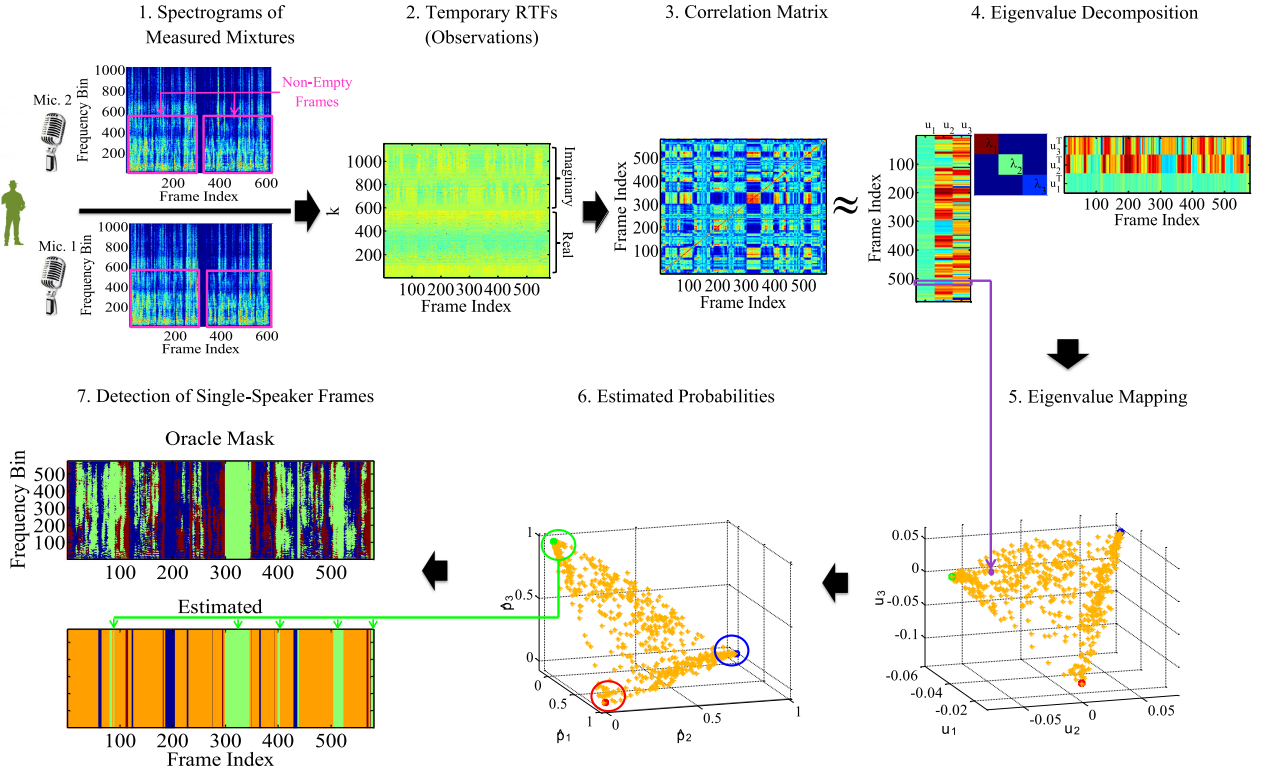 1. Spectrograms of
Measured Mixtures
Mic. 2
Frequency Bin
1000
800
600
400
200
200 400 600
Frame Index
Non-Empty
Frames
Mic. 1
Frequency Bin
1000
800
600
400
200
200 400 600
Frame Index
2. Temporary RTFs
(Observations)
k
1000
800
600
400
200
100 200 300 400 500
Frame Index
Imaginary
Real
3. Correlation Matrix
Frame Index
500
400
300
200
100
100 200 300 400 500
Frame Index
≈
4. Eigenvalue Decomposition
u1 u2 u3
Frame Index
100
200
300
400
500
λ
λ2
λ3
u3^T
u2^T
u1^T
100 200 300 400 500
Frame Index
5. Eigenvalue Mapping
u3
0.05
0
-0.05
-0.1
-0.06
-0.04
-0.02
u1
-0.05 0 0.05
u2
6. Estimated Probabilities
p̂3
1
0.5
0
0
0.5
1
p̂1
0 0.5 1
p̂2
7. Detection of Single-Speaker Frames
Oracle Mask
Frequency Bin
500
400
300
200
100
100 200 300 400 500
Estimated
100 200 300 400 500
Frame Index